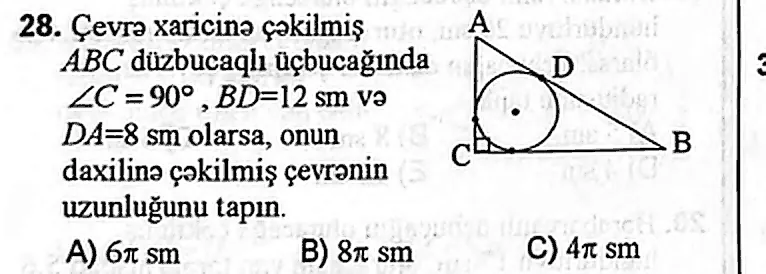 28. Çevrə xaricinə çəkilmiş
ABC düzbucaqlı üçbucağında
∠C = 90° , BD=12 sm və
DA=8 sm olarsa, onun
daxilinə çəkilmiş çevrənin
uzunluğunu tapın.
A) 6π sm B) 8π sm C) 4π sm
A
D
C
B
3